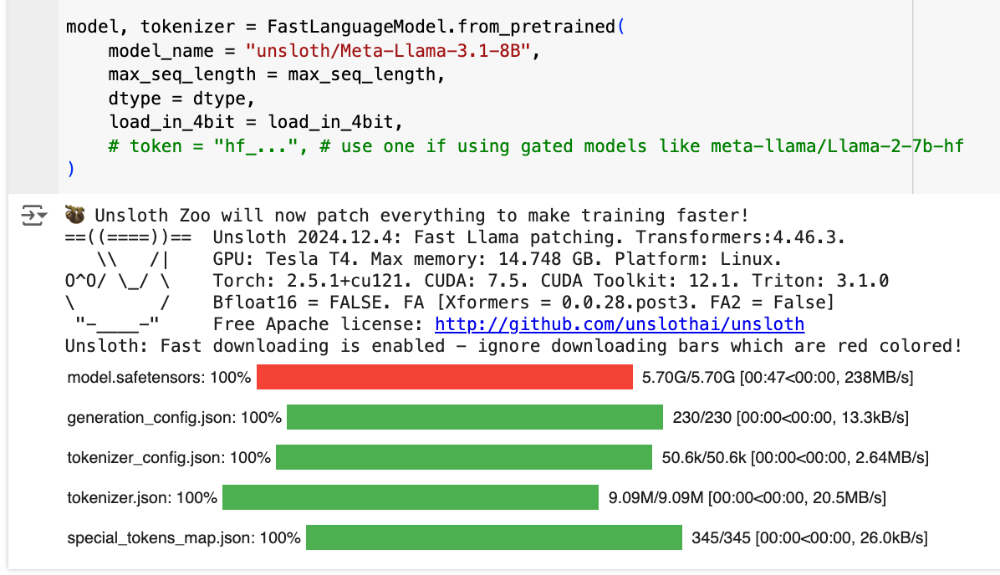 model, tokenizer = FastLanguageModel.from_pretrained(
    model_name = "unsloth/Meta-Llama-3.1-8B",
    max_seq_length = max_seq_length,
    dtype = dtype,
    load_in_4bit = load_in_4bit,
    # token = "hf_...", # use one if using gated models like meta-llama/Llama-2-7b-hf
)
🦥 Unsloth Zoo will now patch everything to make training faster!
==((====))==  Unsloth 2024.12.4: Fast Llama patching. Transformers:4.46.3.
   \\   /|    GPU: Tesla T4. Max memory: 14.748 GB. Platform: Linux.
O^O/ \_/ \    Torch: 2.5.1+cu121. CUDA: 7.5. CUDA Toolkit: 12.1. Triton: 3.1.0
\        /    Bfloat16 = FALSE. FA [Xformers = 0.0.28.post3. FA2 = False]
 "-____-"     Free Apache license: http://github.com/unslothai/unsloth
Unsloth: Fast downloading is enabled - ignore downloading bars which are red colored!
model.safetensors: 100% 5.70G/5.70G [00:47<00:00, 238MB/s]
generation_config.json: 100% 230/230 [00:00<00:00, 13.3kB/s]
tokenizer_config.json: 100% 50.6k/50.6k [00:00<00:00, 2.64MB/s]
tokenizer.json: 100% 9.09M/9.09M [00:00<00:00, 20.5MB/s]
special_tokens_map.json: 100% 345/345 [00:00<00:00, 26.0kB/s]